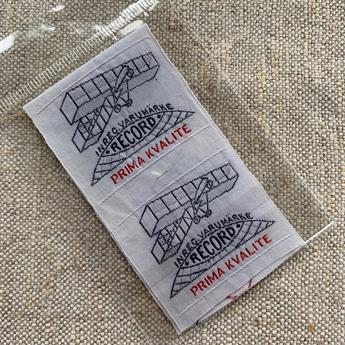 INREG. VARUMÄRKE
"RECORD"
PRIMA KVALITE
INREG. VARUMÄRKE
"RECORD"
PRIMA KVALITE